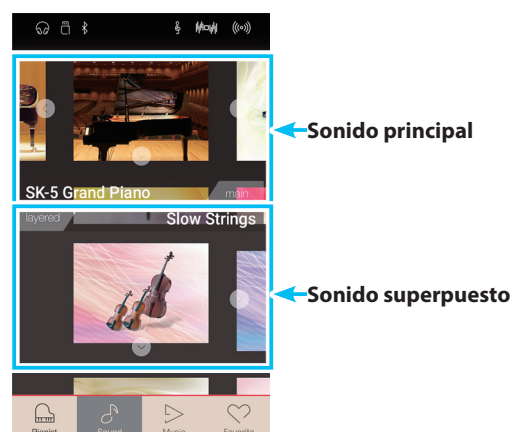 SK-5 Grand Piano
main
Sonido principal
layered
Slow Strings
Sonido superpuesto
Pianist
Sound
Music
Favorite